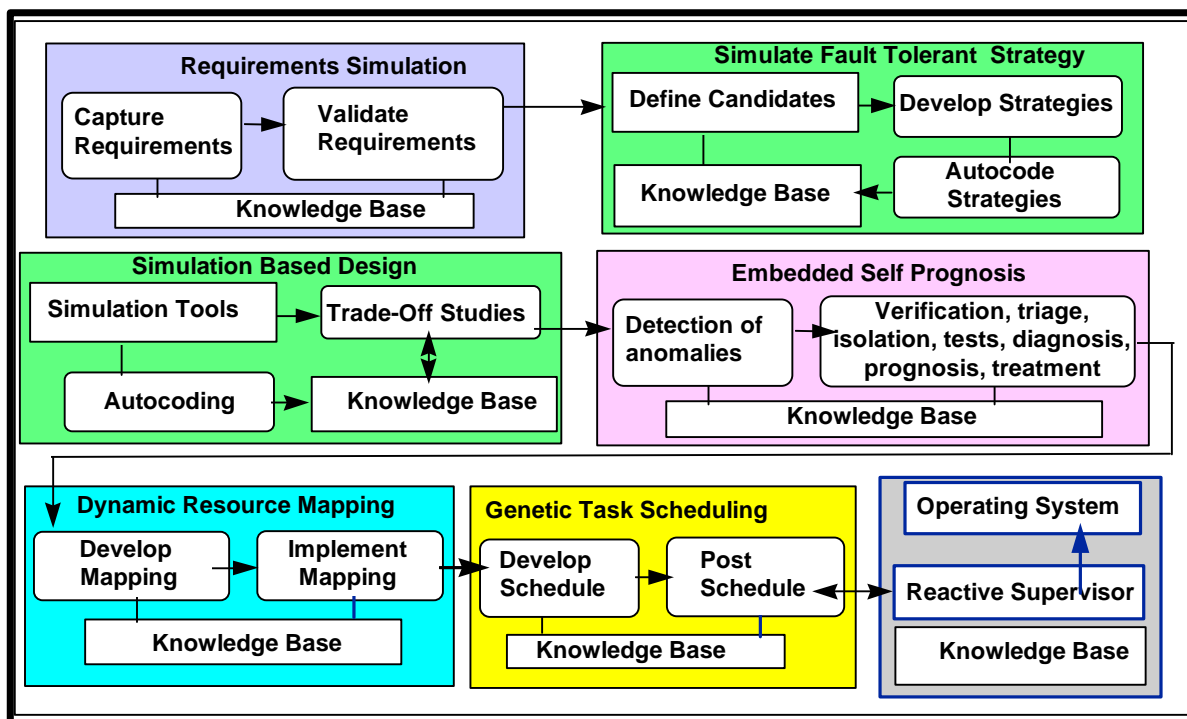 Requirements Simulation
Capture
Requirements
Validate
Requirements
Knowledge Base
Simulate Fault Tolerant Strategy
Define Candidates
Develop Strategies
Knowledge Base
Autocode
Strategies
Simulation Based Design
Simulation Tools
Trade-Off Studies
Autocoding
Knowledge Base
Embedded Self Prognosis
Detection of
anomalies
Verification, triage,
isolation, tests, diagnosis,
prognosis, treatment
Knowledge Base
Dynamic Resource Mapping
Develop
Mapping
Implement
Mapping
Knowledge Base
Genetic Task Scheduling
Develop
Schedule
Post
Schedule
Knowledge Base
Operating System
Reactive Supervisor
Knowledge Base